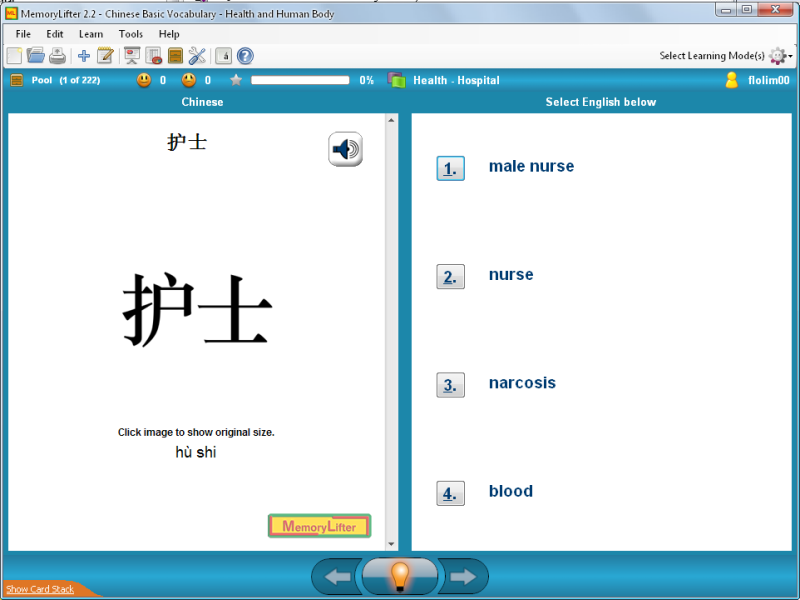 MemoryLifter 2.2 - Chinese Basic Vocabulary - Health and Human Body
File Edit Learn Tools Help
Select Learning Mode(s)
Pool (1 of 222) 0 0 0% Health - Hospital flolim00
Chinese
Select English below
护士
护士
Click image to show original size.
hù shi
MemoryLifter
1. male nurse
2. nurse
3. narcosis
4. blood
Show Card Stack